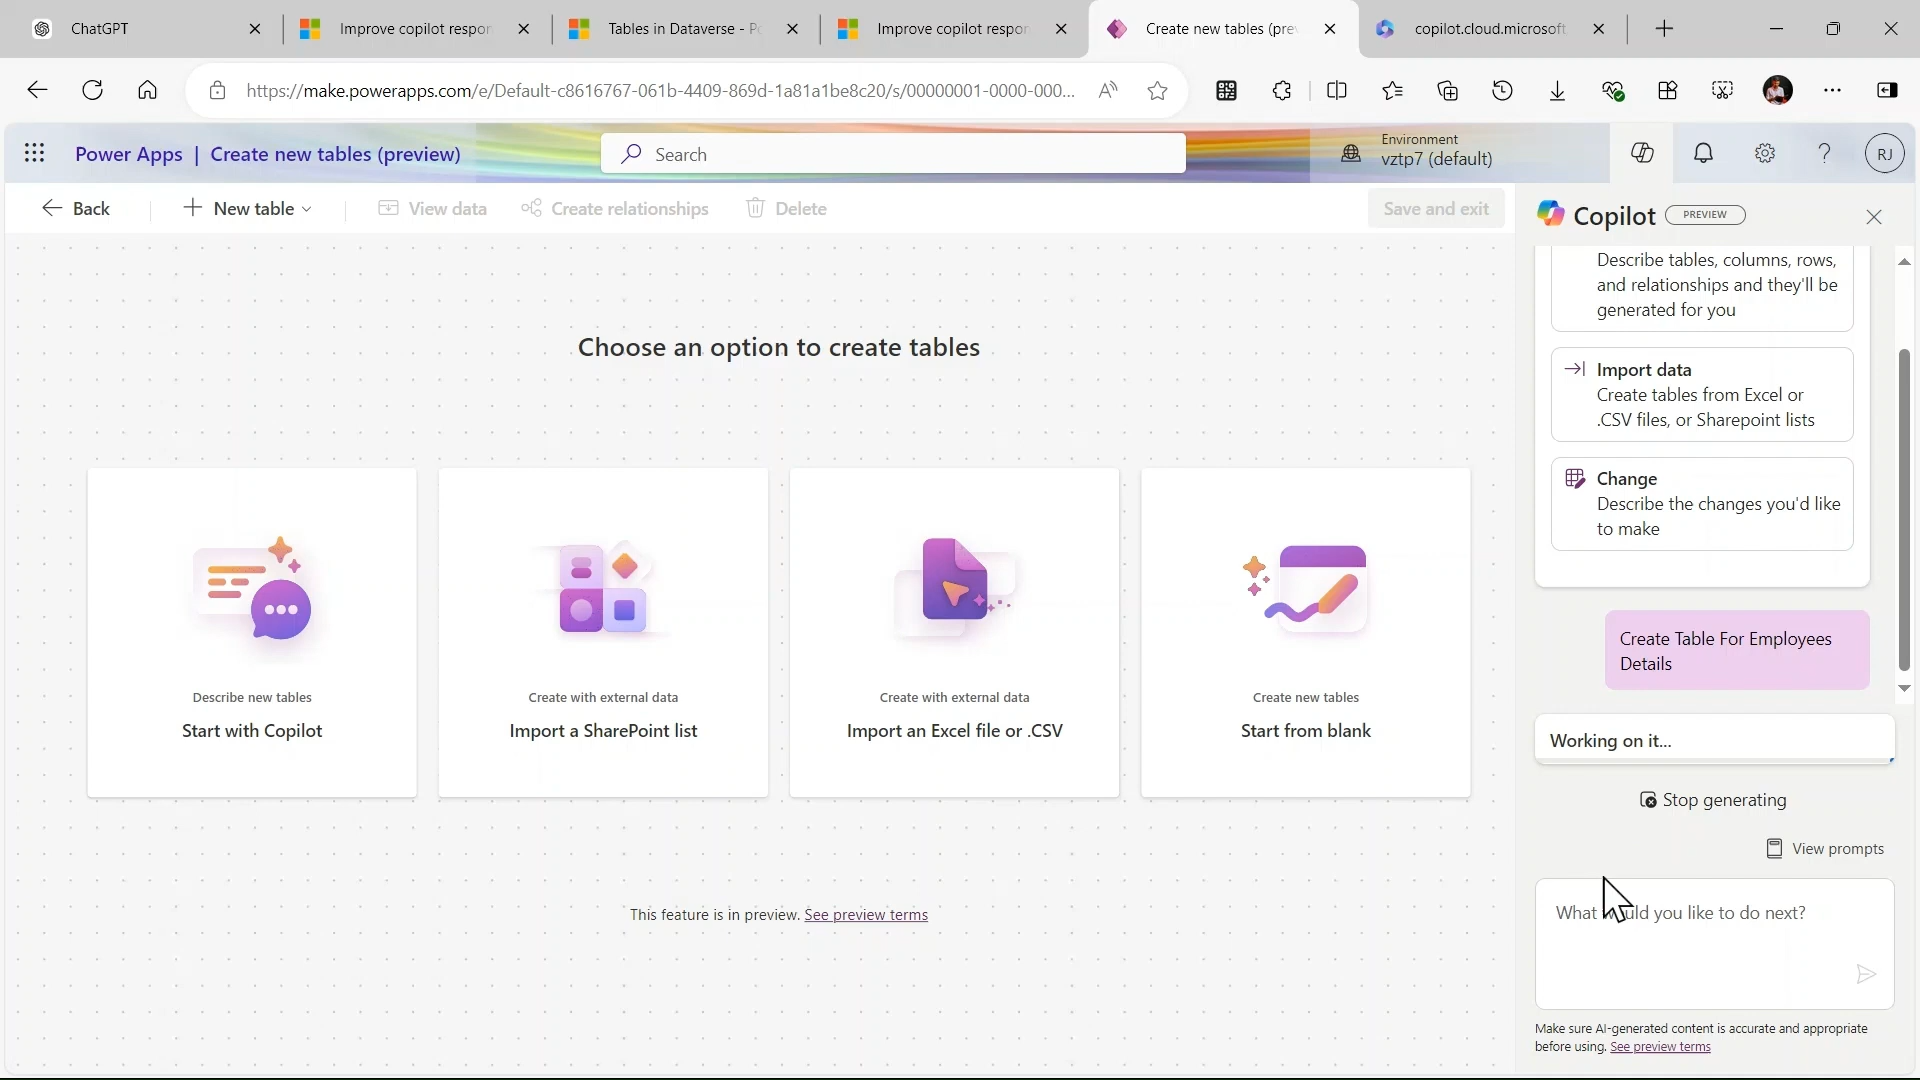 ChatGPT
Improve copilot respon
Tables in Dataverse - Po
Improve copilot respon
Create new tables (prev
copilot.cloud.microsoft
https://make.powerapps.com/e/Default-c8616767-061b-4409-869d-1a81a1be8c20/s/00000001-0000-000...
Power Apps | Create new tables (preview)
Search
Environment
vztp7 (default)
RJ
Back
New table
View data
Create relationships
Delete
Save and exit
Copilot PREVIEW
Describe tables, columns, rows,
and relationships and they'll be
generated for you
Import data
Create tables from Excel or
.CSV files, or Sharepoint lists
Change
Describe the changes you'd like
to make
Create Table For Employees
Details
Working on it...
Stop generating
View prompts
What would you like to do next?
Make sure AI-generated content is accurate and appropriate
before using. See preview terms
Choose an option to create tables
Describe new tables
Start with Copilot
Create with external data
Import a SharePoint list
Create with external data
Import an Excel file or .CSV
Create new tables
Start from blank
This feature is in preview. See preview terms